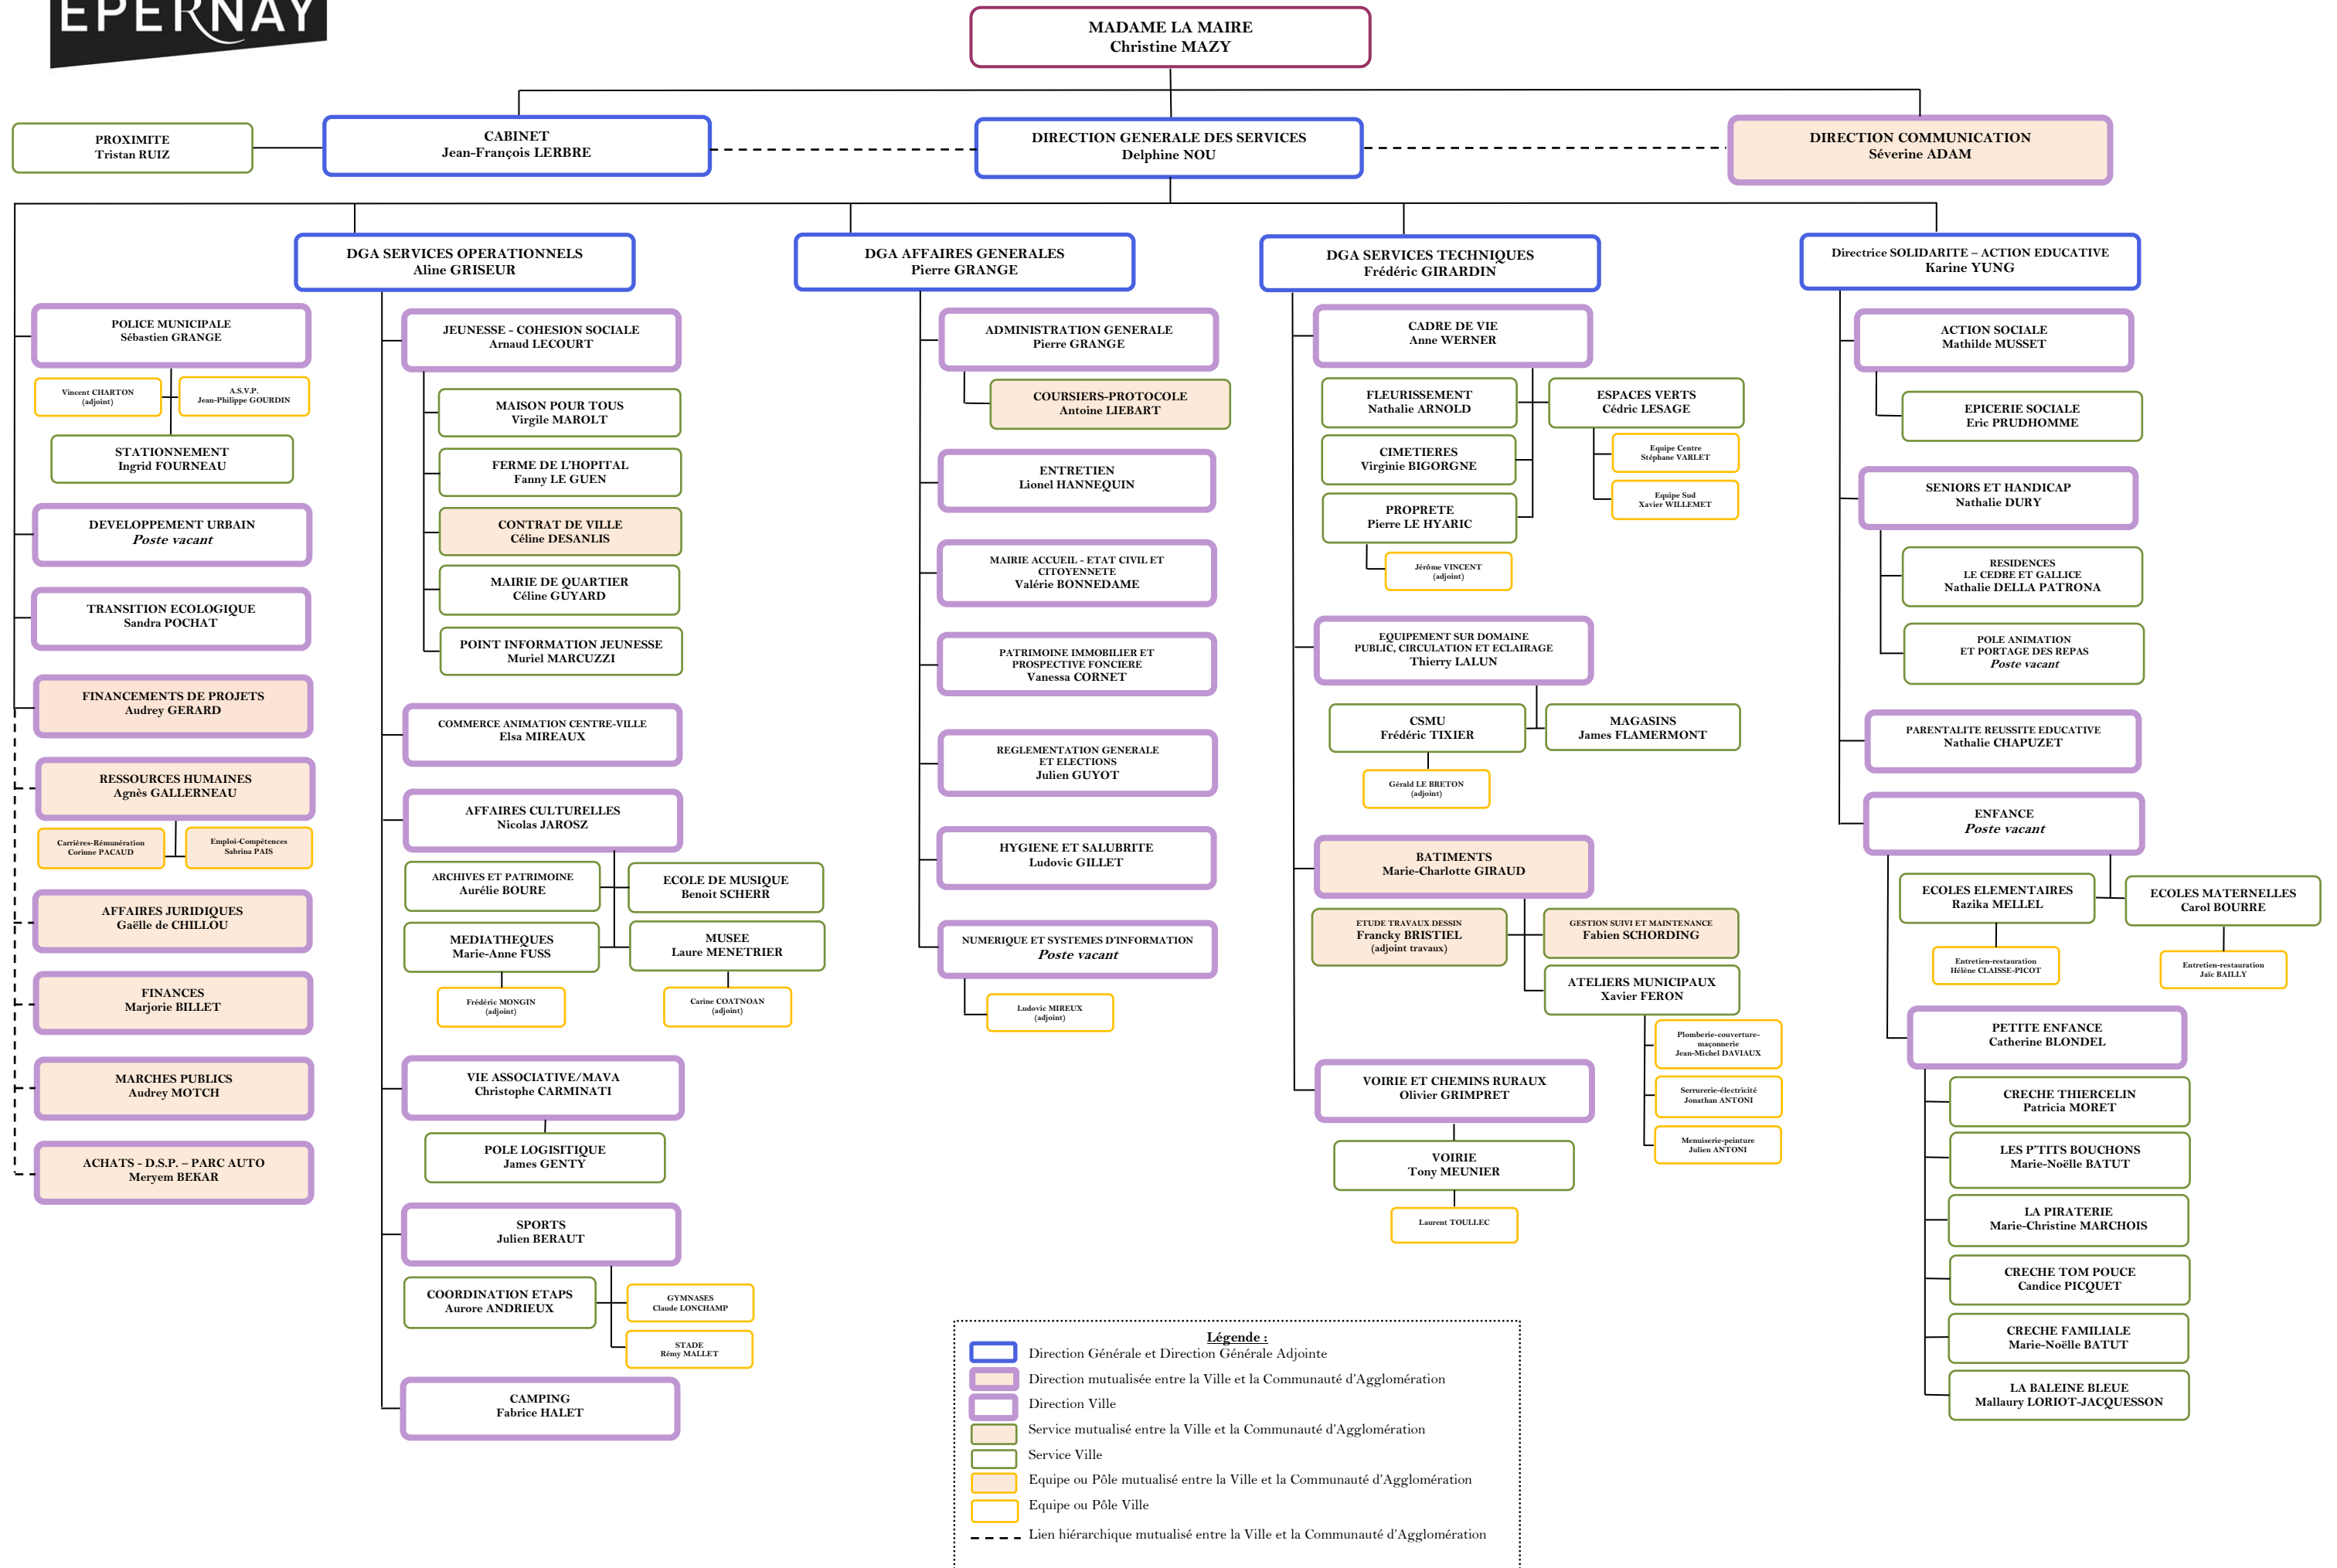 EPERNAY
MADAME LA MAIRE
Christine MAZY
PROXIMITE
Tristan RUIZ
CABINET
Jean-François LERBRE
DIRECTION GENERALE DES SERVICES
Delphine NOU
DIRECTION COMMUNICATION
Séverine ADAM
DGA SERVICES OPERATIONNELS
Aline GRISEUR
DGA AFFAIRES GENERALES
Pierre GRANGE
DGA SERVICES TECHNIQUES
Frédéric GIRARDIN
Directrice SOLIDARITE – ACTION EDUCATIVE
Karine YUNG
POLICE MUNICIPALE
Sébastien GRANGE
Vincent CHARTON
(adjoint)
A.S.V.P.
Jean-Philippe GOURDIN
STATIONNEMENT
Ingrid FOURNEAU
DEVELOPPEMENT URBAIN
Poste vacant
TRANSITION ECOLOGIQUE
Sandra POCHAT
FINANCEMENTS DE PROJETS
Audrey GERARD
RESSOURCES HUMAINES
Agnès GALLERNEAU
Carrières-Rémunération
Corinne PACAUD
Emploi-Compétences
Sabrina PAIS
AFFAIRES JURIDIQUES
Gaëlle de CHILLOU
FINANCES
Marjorie BILLET
MARCHES PUBLICS
Audrey MOTCH
ACHATS - D.S.P. – PARC AUTO
Meryem BEKAR
JEUNESSE - COHESION SOCIALE
Arnaud LECOURT
MAISON POUR TOUS
Virgile MAROLT
FERME DE L'HOPITAL
Fanny LE GUEN
CONTRAT DE VILLE
Céline DESANLIS
MAIRIE DE QUARTIER
Céline GUYARD
POINT INFORMATION JEUNESSE
Muriel MARCUZZI
COMMERCE ANIMATION CENTRE-VILLE
Elsa MIREAUX
AFFAIRES CULTURELLES
Nicolas JAROSZ
ARCHIVES ET PATRIMOINE
Aurélie BOURE
ECOLE DE MUSIQUE
Benoit SCHERR
MEDIATHEQUES
Marie-Anne FUSS
MUSEE
Laure MENETRIER
Frédéric MONGIN
(adjoint)
Carine COATNOAN
(adjoint)
VIE ASSOCIATIVE/MAVA
Christophe CARMINATI
POLE LOGISITIQUE
James GENTY
SPORTS
Julien BERAUT
COORDINATION ETAPS
Aurore ANDRIEUX
GYMNASES
Claude LONCHAMP
STADE
Rémy MALLET
CAMPING
Fabrice HALET
ADMINISTRATION GENERALE
Pierre GRANGE
COURSIERS-PROTOCOLE
Antoine LIEBART
ENTRETIEN
Lionel HANNEQUIN
MAIRIE ACCUEIL - ETAT CIVIL ET
CITOYENNETE
Valérie BONNEDAME
PATRIMOINE IMMOBILIER ET
PROSPECTIVE FONCIERE
Vanessa CORNET
REGLEMENTATION GENERALE
ET ELECTIONS
Julien GUYOT
HYGIENE ET SALUBRITE
Ludovic GILLET
NUMERIQUE ET SYSTEMES D'INFORMATION
Poste vacant
Ludovic MIREUX
(adjoint)
CADRE DE VIE
Anne WERNER
FLEURISSEMENT
Nathalie ARNOLD
ESPACES VERTS
Cédric LESAGE
CIMETIERES
Virginie BIGORGNE
Equipe Centre
Stéphane VARLET
PROPRETE
Pierre LE HYARIC
Equipe Sud
Xavier WILLEMET
Jérôme VINCENT
(adjoint)
EQUIPEMENT SUR DOMAINE
PUBLIC, CIRCULATION ET ECLAIRAGE
Thierry LALUN
CSMU
Frédéric TIXIER
MAGASINS
James FLAMERMONT
Gérald LE BRETON
(adjoint)
BATIMENTS
Marie-Charlotte GIRAUD
ETUDE TRAVAUX DESSIN
Francky BRISTIEL
(adjoint travaux)
GESTION SUIVI ET MAINTENANCE
Fabien SCHORDING
ATELIERS MUNICIPAUX
Xavier FERON
Plomberie-couverture-
maçonnerie
Jean-Michel DAVIAUX
Serrurerie-électricité
Jonathan ANTONI
Menuiserie-peinture
Julien ANTONI
VOIRIE ET CHEMINS RURAUX
Olivier GRIMPRET
VOIRIE
Tony MEUNIER
Laurent TOULLEC
ACTION SOCIALE
Mathilde MUSSET
EPICERIE SOCIALE
Eric PRUDHOMME
SENIORS ET HANDICAP
Nathalie DURY
RESIDENCES
LE CEDRE ET GALLICE
Nathalie DELLA PATRONA
POLE ANIMATION
ET PORTAGE DES REPAS
Poste vacant
PARENTALITE REUSSITE EDUCATIVE
Nathalie CHAPUZET
ENFANCE
Poste vacant
ECOLES ELEMENTAIRES
Razika MELLEL
ECOLES MATERNELLES
Carol BOURRE
Entretien-restauration
Hélène CLAISSE-PICOT
Entretien-restauration
Jaïc BAILLY
PETITE ENFANCE
Catherine BLONDEL
CRECHE THIERCELIN
Patricia MORET
LES P'TITS BOUCHONS
Marie-Noëlle BATUT
LA PIRATERIE
Marie-Christine MARCHOIS
CRECHE TOM POUCE
Candice PICQUET
CRECHE FAMILIALE
Marie-Noëlle BATUT
LA BALEINE BLEUE
Mallaury LORIOT-JACQUESSON
Légende :
Direction Générale et Direction Générale Adjointe
Direction mutualisée entre la Ville et la Communauté d'Agglomération
Direction Ville
Service mutualisé entre la Ville et la Communauté d'Agglomération
Service Ville
Equipe ou Pôle mutualisé entre la Ville et la Communauté d'Agglomération
Equipe ou Pôle Ville
Lien hiérarchique mutualisé entre la Ville et la Communauté d'Agglomération